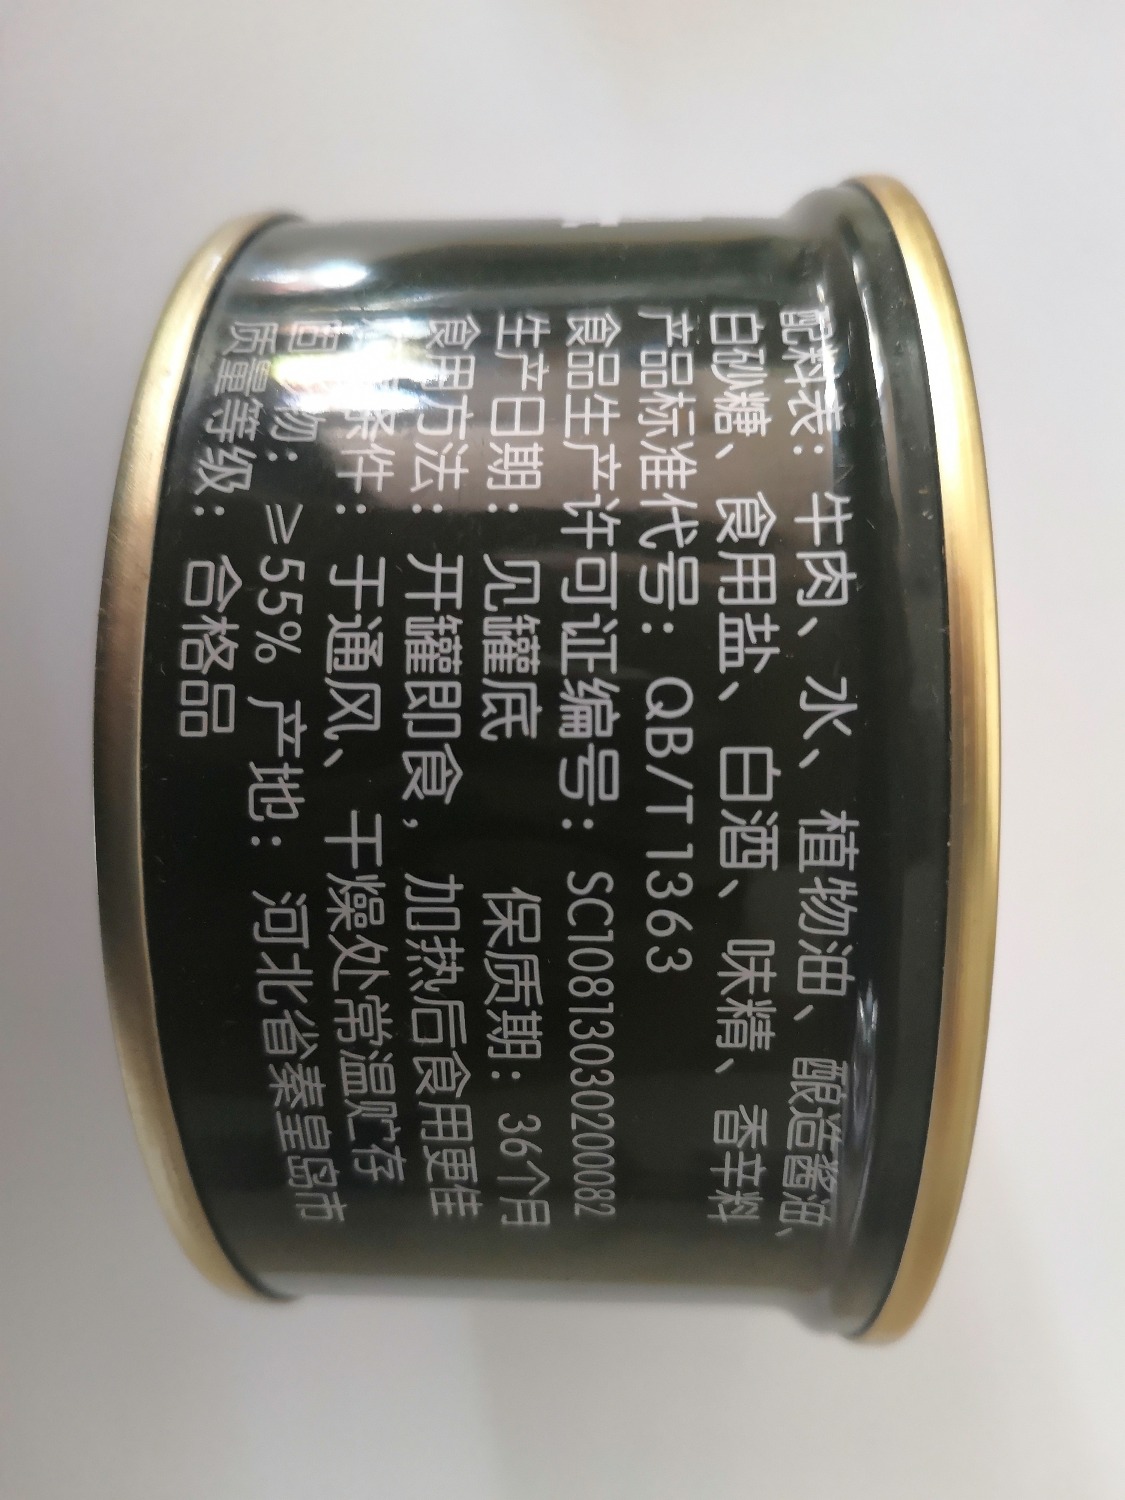 配料表：牛肉、水、植物油、酿造酱油、
白砂糖、食用盐、白酒、味精、香辛料
产品标准代号：QB/T 1363
食品生产许可证编号：SC10813030200082
生产日期：见罐底 保质期：36个月
食用方法：开罐即食，加热后食用更佳
条件：于通风、干燥处常温贮存
固形物：≥55% 产地：河北省秦皇岛市
质量等级：合格品